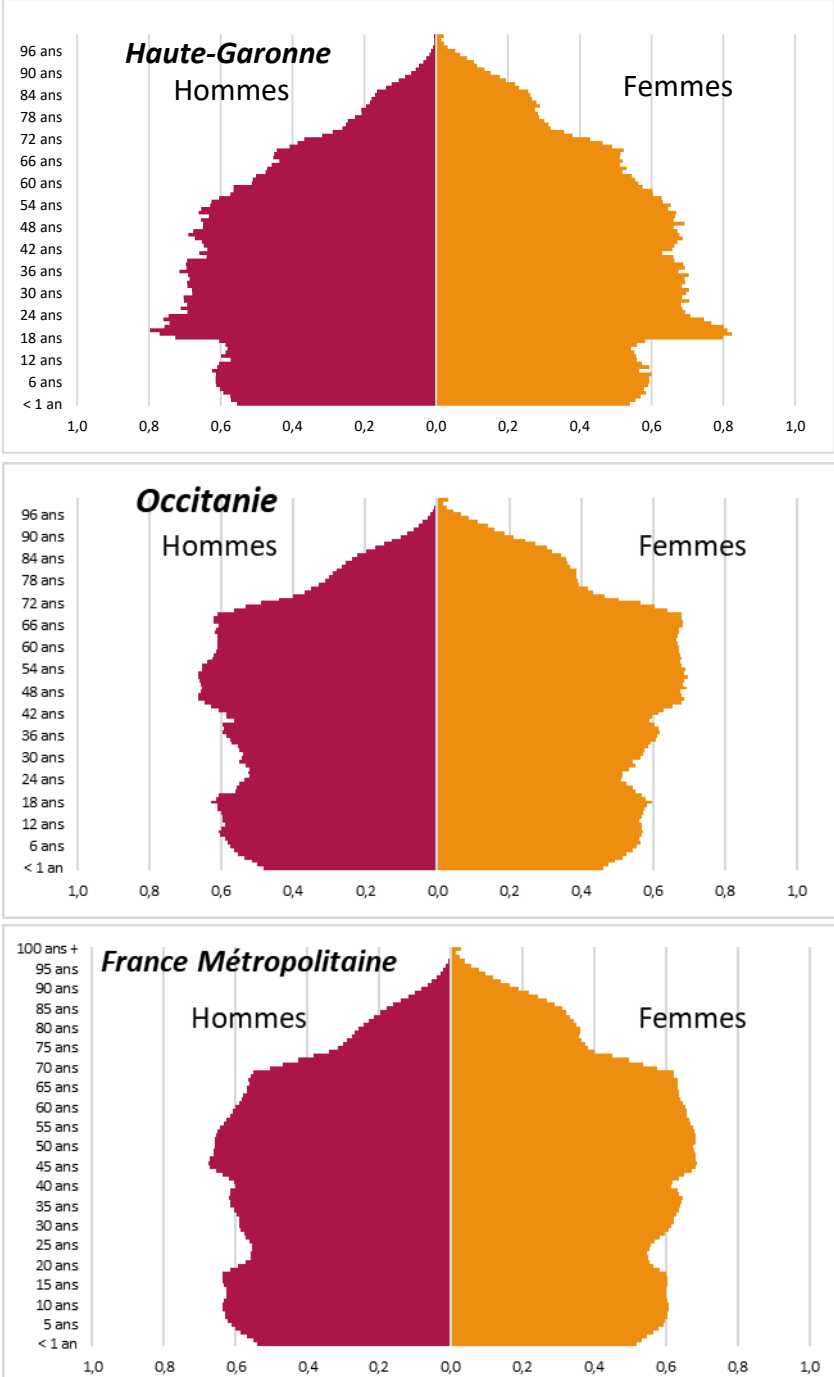 Haute-Garonne
Hommes
Femmes
96 ans
90 ans
84 ans
78 ans
72 ans
66 ans
60 ans
54 ans
48 ans
42 ans
36 ans
30 ans
24 ans
18 ans
12 ans
6 ans
< 1 an
1,0 0,8 0,6 0,4 0,2 0,0 0,2 0,4 0,6 0,8 1,0
Occitanie
Hommes
Femmes
96 ans
90 ans
84 ans
78 ans
72 ans
66 ans
60 ans
54 ans
48 ans
42 ans
36 ans
30 ans
24 ans
18 ans
12 ans
6 ans
< 1 an
1,0 0,8 0,6 0,4 0,2 0,0 0,2 0,4 0,6 0,8 1,0
France Métropolitaine
Hommes
Femmes
100 ans +
95 ans
90 ans
85 ans
80 ans
75 ans
70 ans
65 ans
60 ans
55 ans
50 ans
45 ans
40 ans
35 ans
30 ans
25 ans
20 ans
15 ans
10 ans
5 ans
< 1 an
1,0 0,8 0,6 0,4 0,2 0,0 0,2 0,4 0,6 0,8 1,0